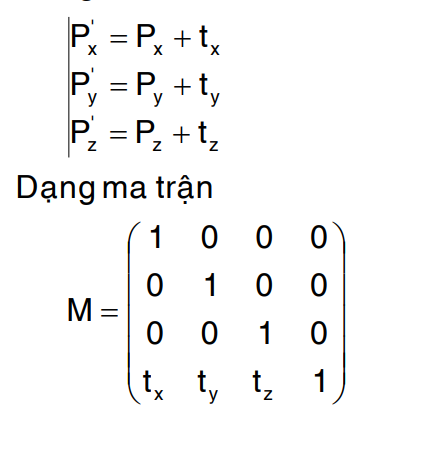 P'x = Px + tx
P'y = Py + ty
P'z = Pz + tz
Dạng ma trận
1 0 0 0
0 1 0 0
M =
0 0 1 0
tx ty tz 1